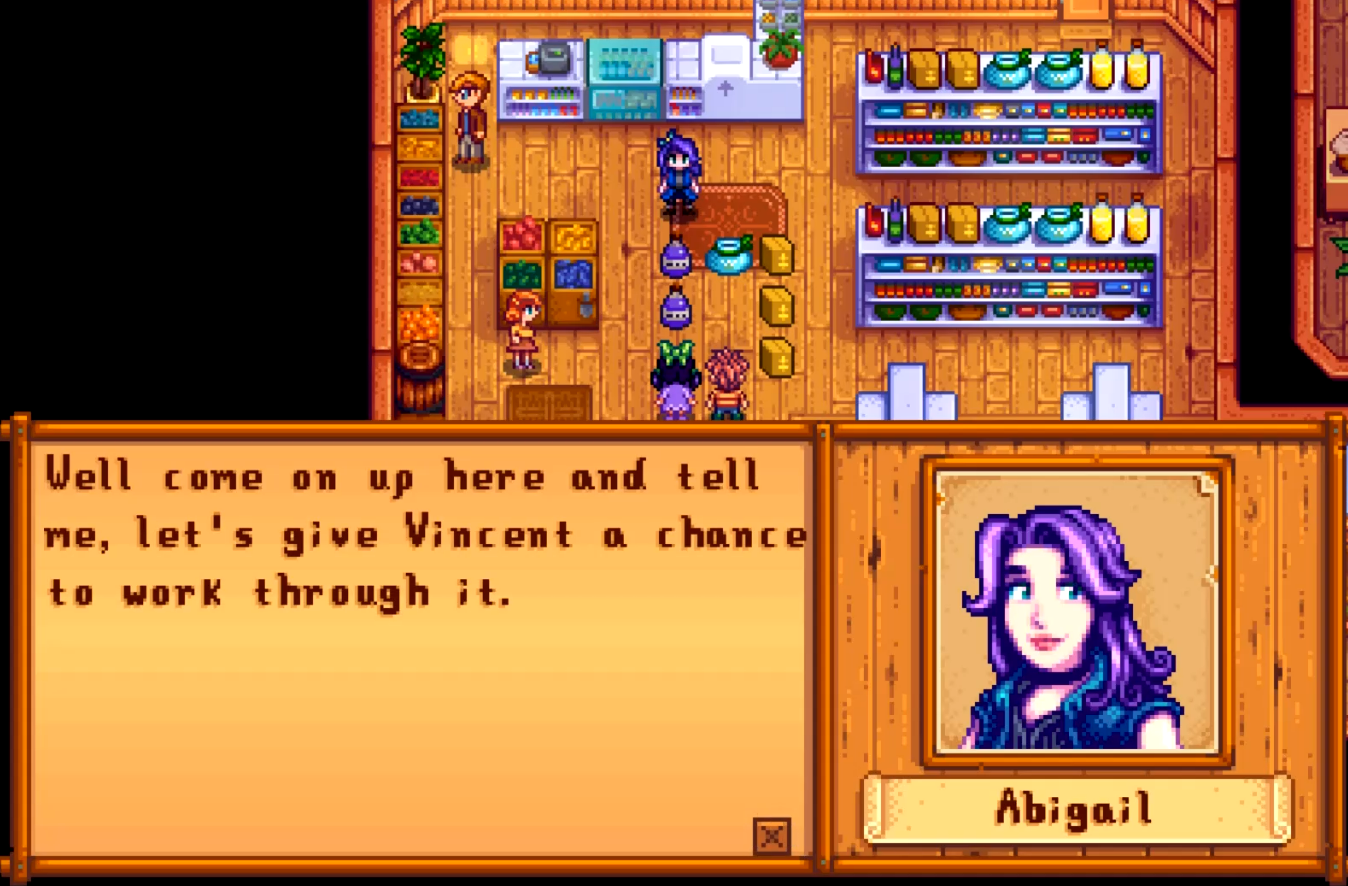 Well come on up here and tell
me, let's give Vincent a chance
to work through it.
Abigail